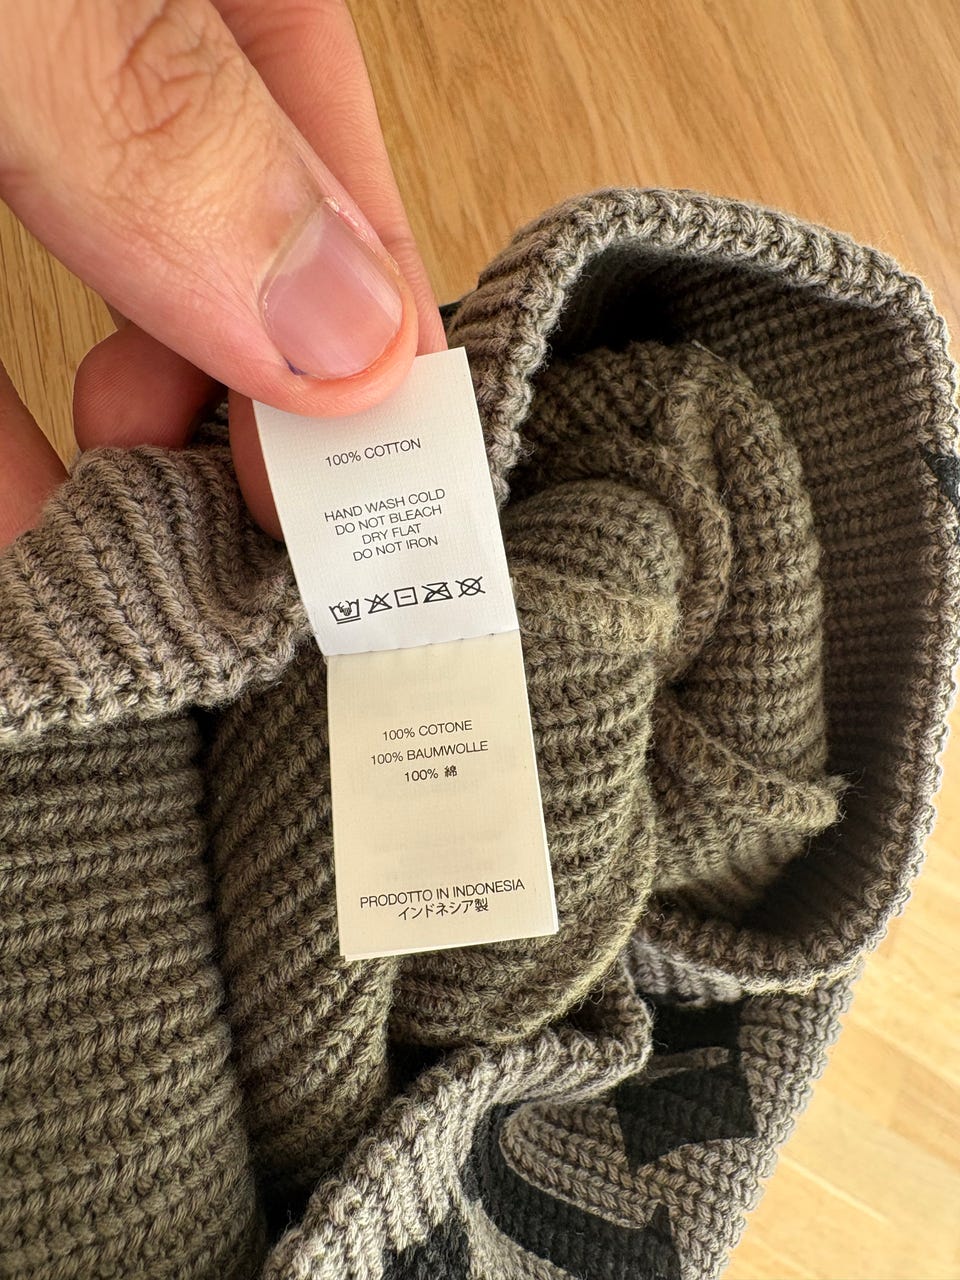 100% COTTON
HAND WASH COLD
DO NOT BLEACH
DRY FLAT
DO NOT IRON
100% COTONE
100% BAUMWOLLE
100% 綿
PRODOTTO IN INDONESIA
インドネシア製